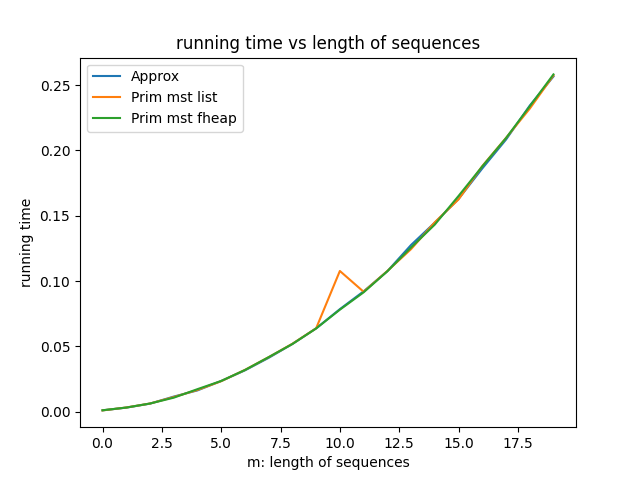 running time vs length of sequences
Approx
Prim mst list
Prim mst fheap
running time
0.25
0.20
0.15
0.10
0.05
0.00
0.0 2.5 5.0 7.5 10.0 12.5 15.0 17.5
m: length of sequences